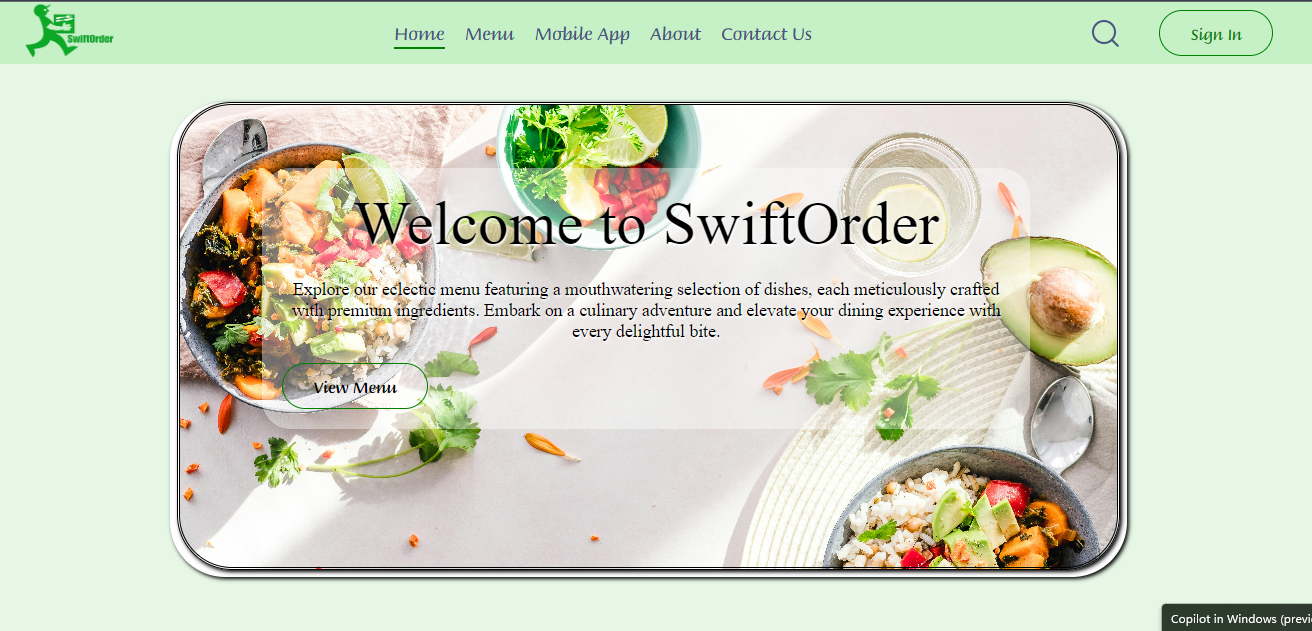 SwiftOrder
Home Menu Mobile App About Contact Us
Sign In
Welcome to SwiftOrder
Explore our eclectic menu featuring a mouthwatering selection of dishes, each meticulously crafted
with premium ingredients. Embark on a culinary adventure and elevate your dining experience with
every delightful bite.
View Menu
Copilot in Windows (previ